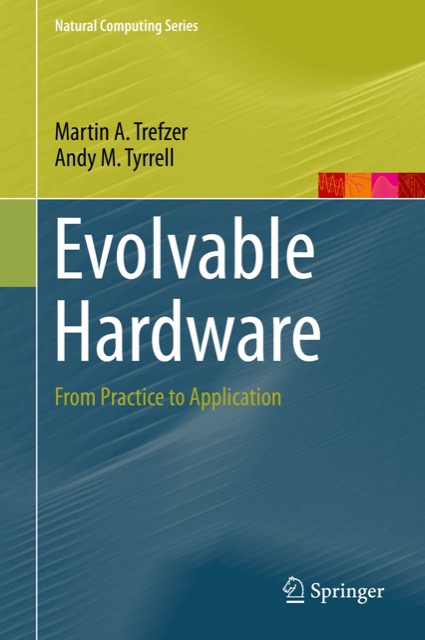 Natural Computing Series
Martin A. Trefzer
Andy M. Tyrrell
Evolvable
Hardware
From Practice to Application
Springer